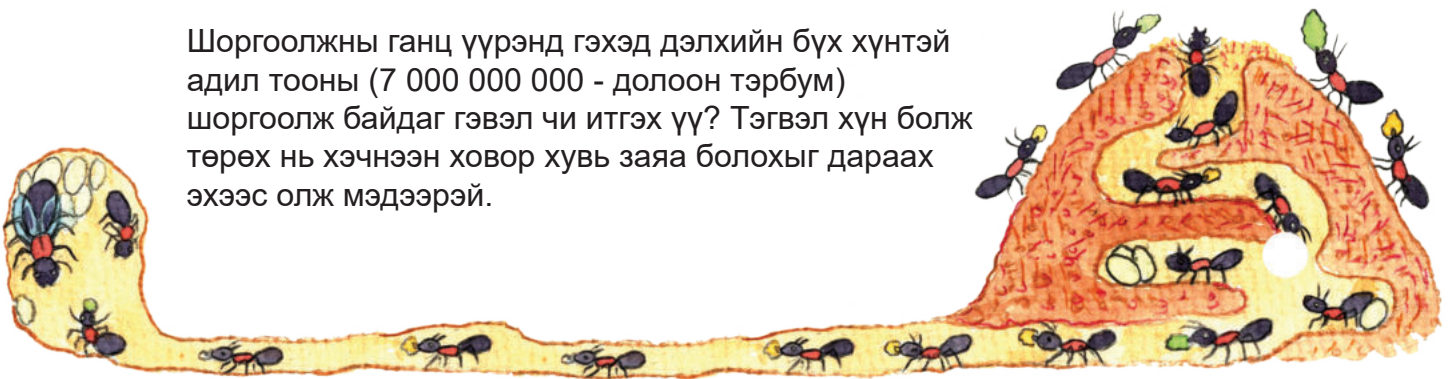 Шоргоолжны ганц үүрэнд гэхэд дэлхийн бүх хүнтэй
адил тооны (7 000 000 000 - долоон тэрбум)
шоргоолж байдаг гэвэл чи итгэх үү? Тэгвэл хүн болж
төрөх нь хэчнээн ховор хувь заяа болохыг дараах
эхээс олж мэдээрэй.